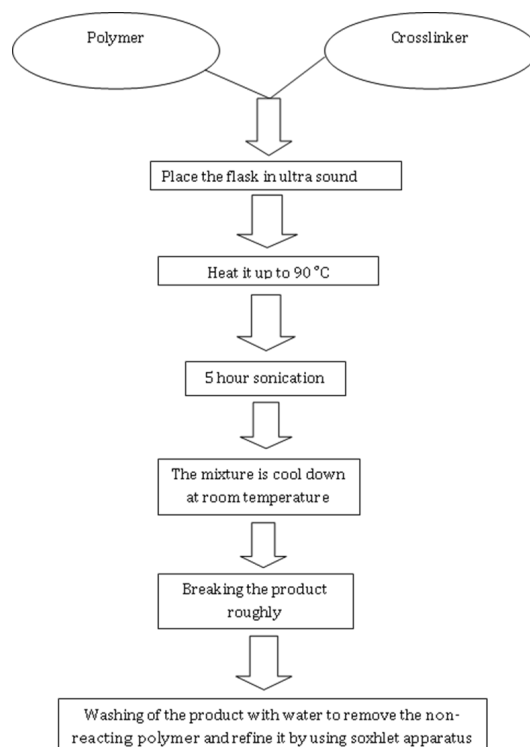 Polymer
Crosslinker
Place the flask in ultra sound
Heat it up to 90 °C
5 hour sonication
The mixture is cool down
at room temperature
Breaking the product
roughly
Washing of the product with water to remove the non-
reacting polymer and refine it by using soxhlet apparatus